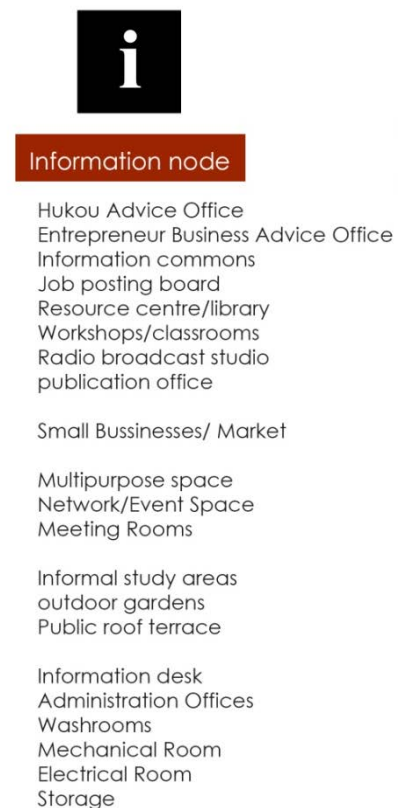 i
Information node
Hukou Advice Office
Entrepreneur Business Advice Office
Information commons
Job posting board
Resource centre/library
Workshops/classrooms
Radio broadcast studio
publication office
Small Bussinesses/ Market
Multipurpose space
Network/Event Space
Meeting Rooms
Informal study areas
outdoor gardens
Public roof terrace
Information desk
Administration Offices
Washrooms
Mechanical Room
Electrical Room
Storage